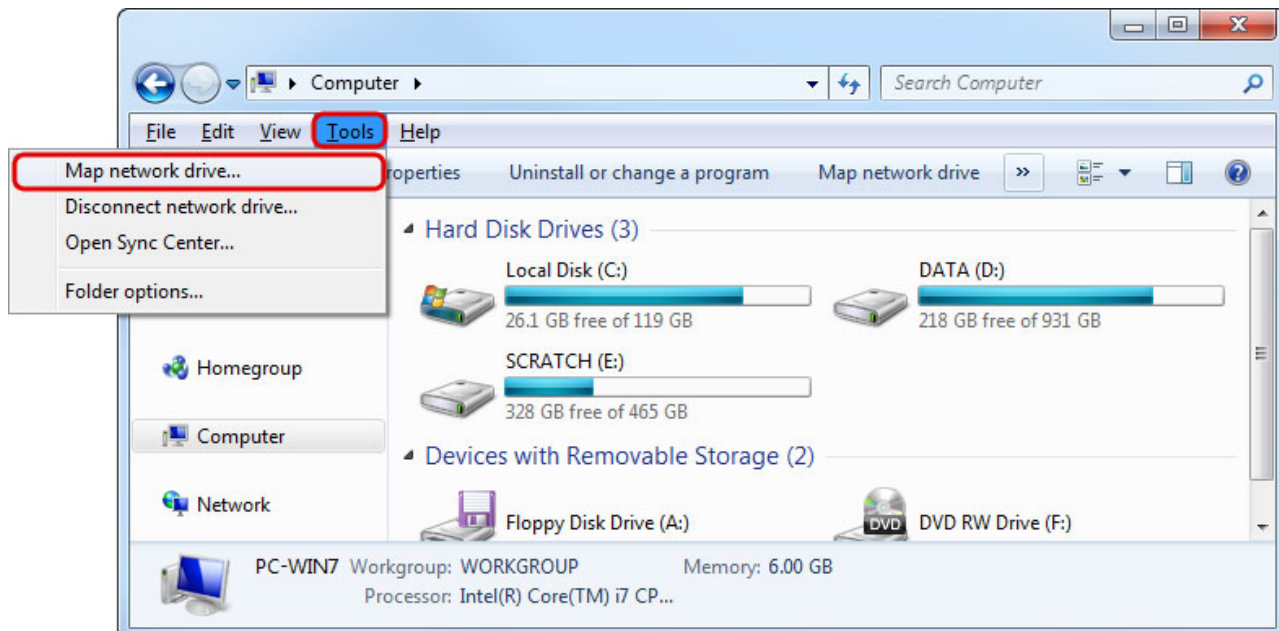 Computer
Search Computer
File Edit View Tools Help
Map network drive...
Disconnect network drive...
Open Sync Center...
Folder options...
roperties Uninstall or change a program Map network drive »
Hard Disk Drives (3)
Local Disk (C:)
26.1 GB free of 119 GB
DATA (D:)
218 GB free of 931 GB
SCRATCH (E:)
328 GB free of 465 GB
Devices with Removable Storage (2)
Floppy Disk Drive (A:)
DVD
DVD RW Drive (F:)
Homegroup
Computer
Network
PC-WIN7 Workgroup: WORKGROUP Memory: 6.00 GB
Processor: Intel(R) Core(TM) i7 CP...